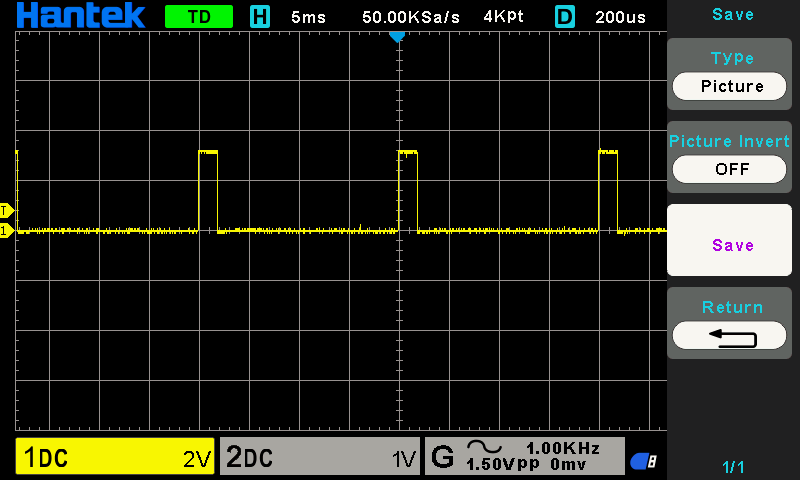 Hantek TD H 5ms 50.00KSa/s 4Kpt D 200us Save
Type
Picture
Picture Invert
OFF
T
1
Save
Return
1DC 2V 2DC 1V G 1.00KHz
1.50Vpp 0mv
1/1